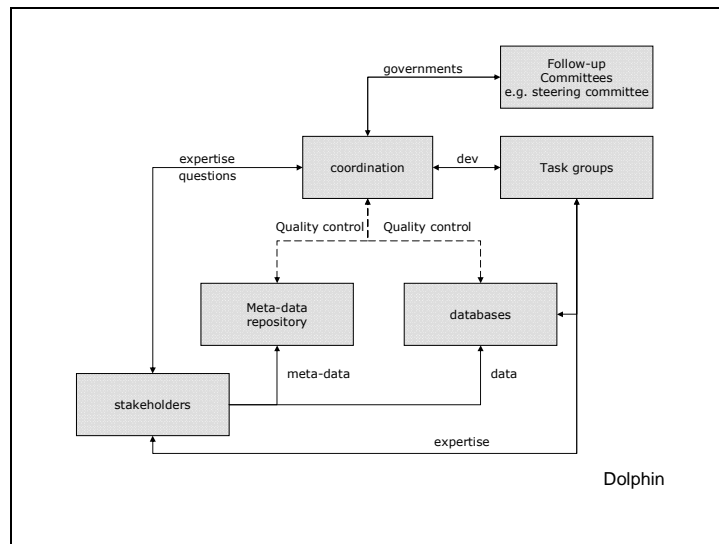 governments
Follow-up
Committees
e.g. steering committee
expertise
questions
coordination
dev
Task groups
Quality control
Quality control
Meta-data
repository
databases
meta-data
data
stakeholders
expertise
Dolphin